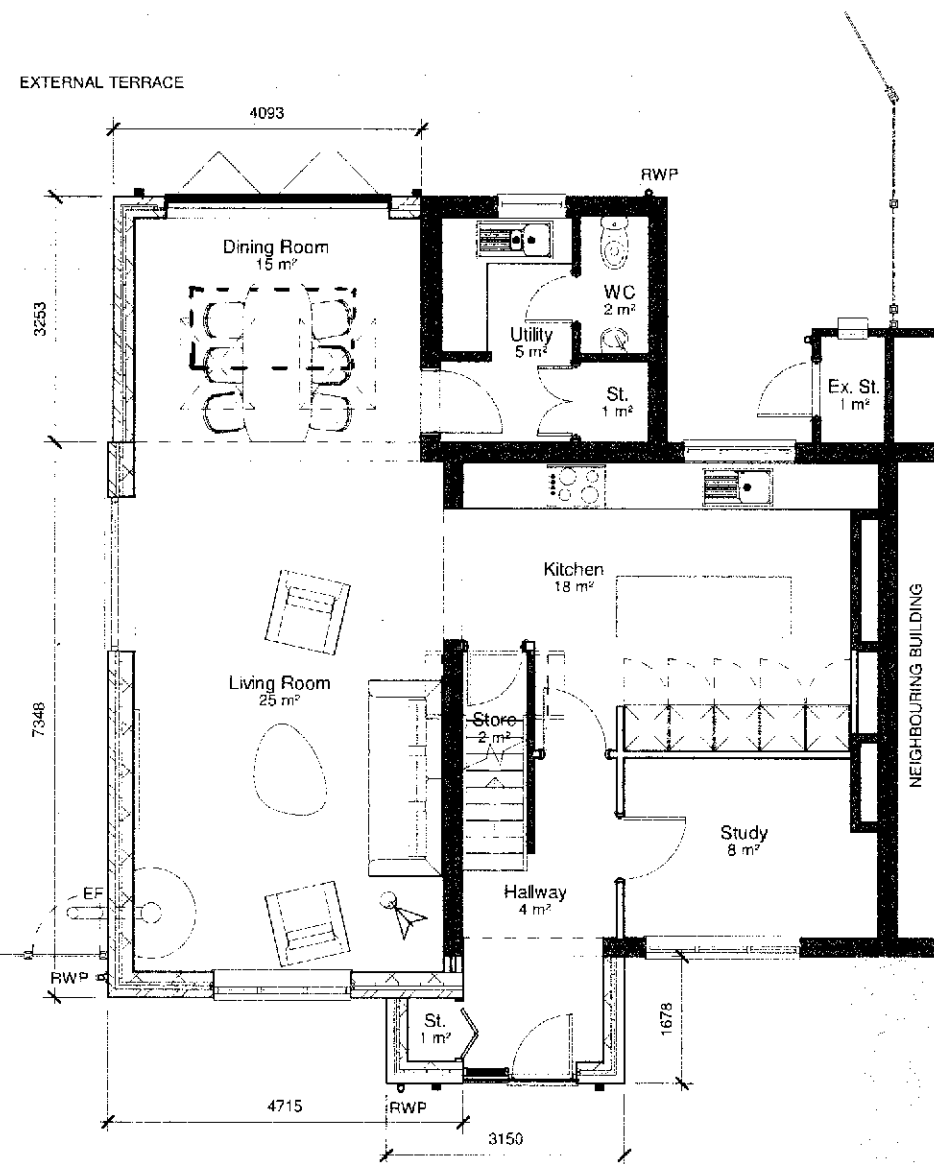 EXTERNAL TERRACE
4093
RWP
Dining Room
15 m²
WC
2 m²
3253
Utility
5 m²
St.
1 m²
Ex. St.
1 m²
Kitchen
18 m²
NEIGHBOURING BUILDING
Living Room
25 m²
7348
Store
2 m²
Study
8 m²
Hallway
4 m²
EF
RWP
St.
1 m²
1678
4715
RWP
3150